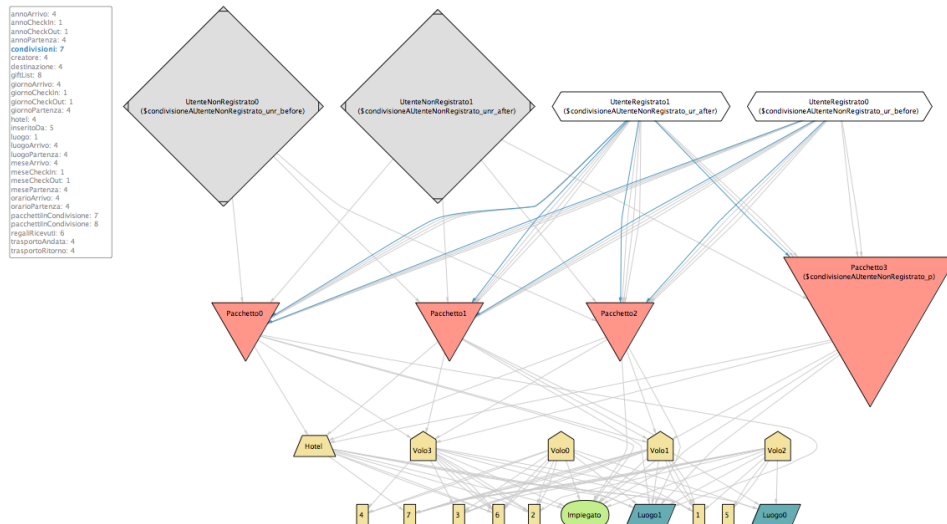 annoArrivo: 4
annoCheckIn: 1
annoCheckOut: 1
annoPartenza: 4
condivisioni: 7
creatore: 4
destinazione: 4
giftList: 8
giornoArrivo: 4
giornoCheckIn: 1
giornoCheckOut: 1
giornoPartenza: 4
hotel: 4
inseritoDa: 5
luogo: 1
luogoArrivo: 4
luogoPartenza: 4
meseArrivo: 4
meseCheckIn: 1
meseCheckOut: 1
mesePartenza: 4
orarioArrivo: 4
orarioPartenza: 4
pacchettiInCondivisione: 7
pacchettiInCondivisione: 8
regaliRicevuti: 6
trasportoAndata: 4
trasportoRitorno: 4
UtenteNonRegistrato0
($condivisioneAUtenteNonRegistrato_unr_before)
UtenteNonRegistrato1
($condivisioneAUtenteNonRegistrato_unr_after)
UtenteRegistrato1
($condivisioneAUtenteNonRegistrato_ur_after)
UtenteRegistrato0
($condivisioneAUtenteNonRegistrato_ur_before)
Pacchetto3
($condivisioneAUtenteNonRegistrato_p)
Pacchetto0
Pacchetto1
Pacchetto2
Hotel
Volo3
Volo0
Volo1
Volo2
4
7
3
6
2
Impiegato
Luogo1
1
5
Luogo0